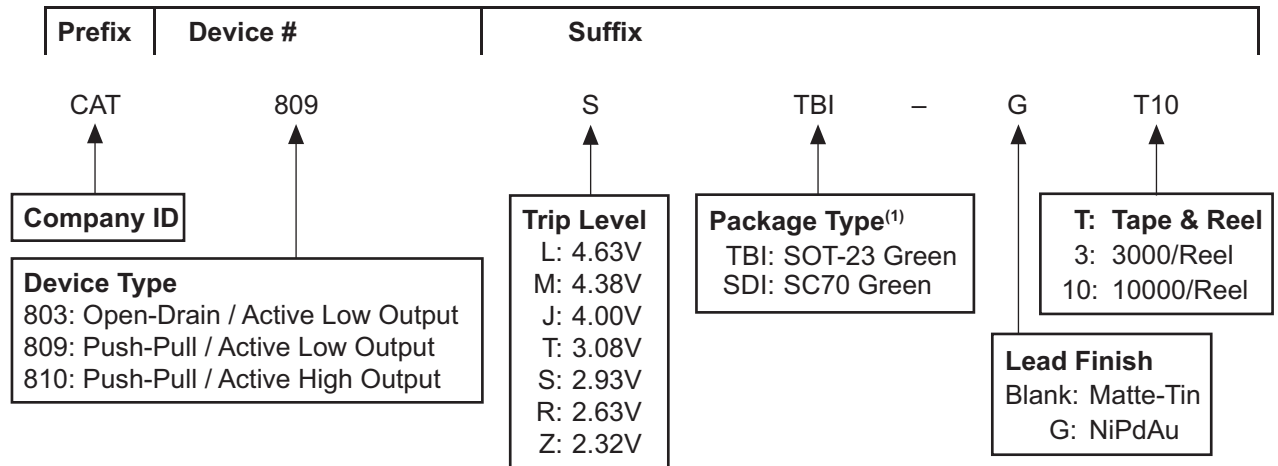 Prefix Device # Suffix
CAT 809 S TBI – G T10
Company ID
Device Type
803: Open-Drain / Active Low Output
809: Push-Pull / Active Low Output
810: Push-Pull / Active High Output
Trip Level
L: 4.63V
M: 4.38V
J: 4.00V
T: 3.08V
S: 2.93V
R: 2.63V
Z: 2.32V
Package Type(1)
TBI: SOT-23 Green
SDI: SC70 Green
Lead Finish
Blank: Matte-Tin
G: NiPdAu
T: Tape & Reel
3: 3000/Reel
10: 10000/Reel